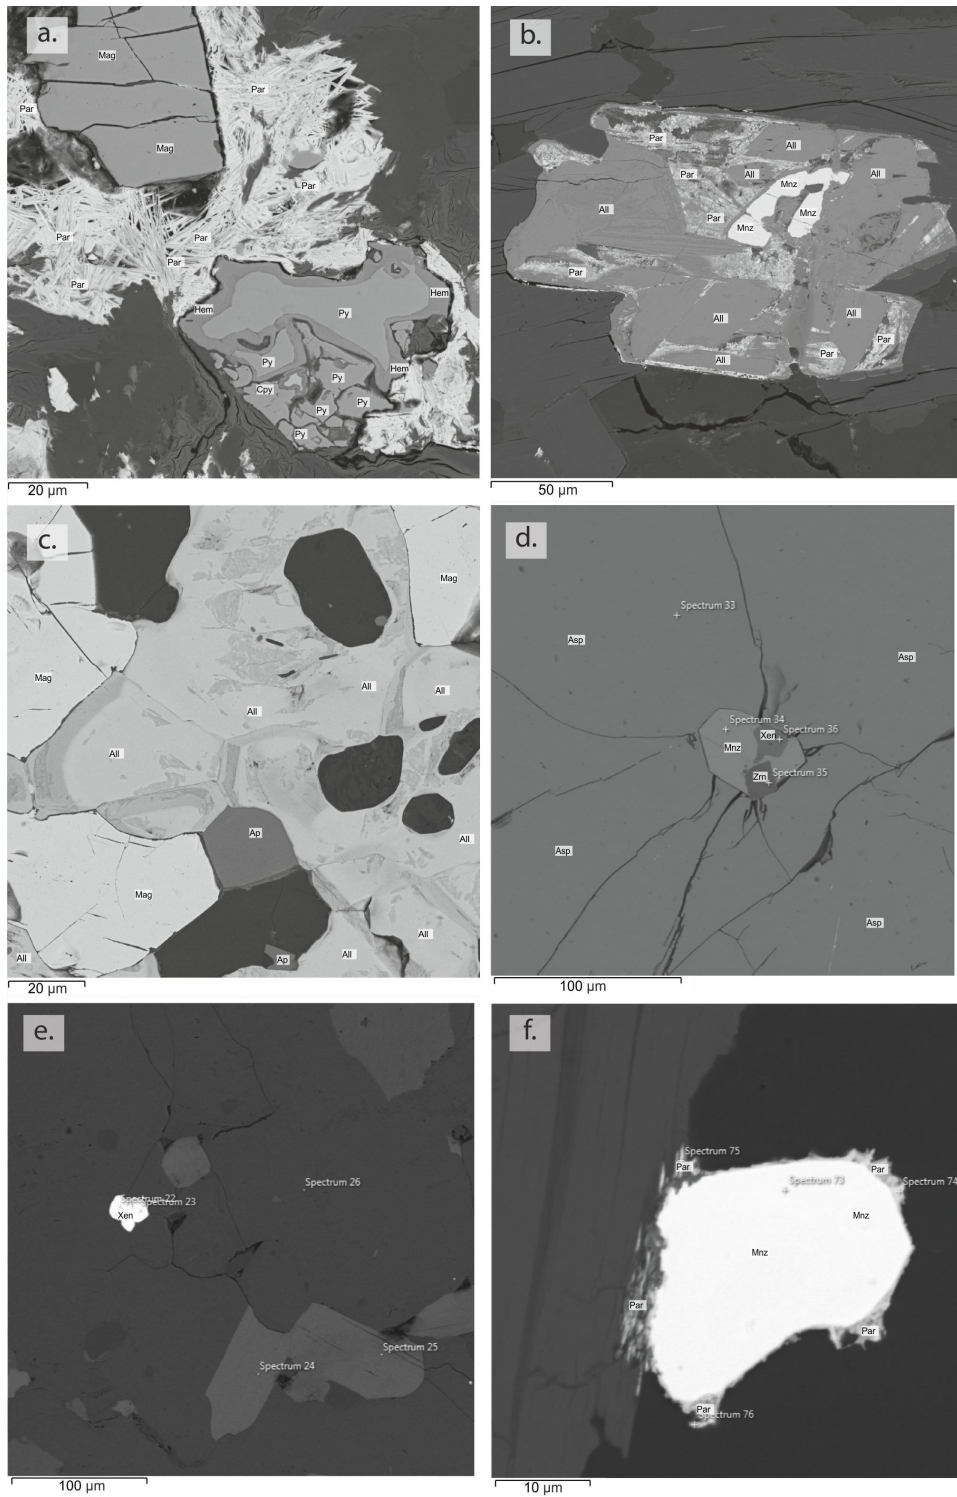 a.
Mag
Par
Par
Mag
Par
Par
Par
Par
Par
Hem
Hem
Py
Py
Hem
Py
Cpy
Py
Py
Py
20 µm
b.
Par
All
Par
All
Mnz
All
All
Par
Mnz
Mnz
Par
All
All
Par
Par
All
50 µm
c.
Mag
Mag
All
All
All
All
Ap
All
Mag
All
All
All
Ap
20 µm
d.
Spectrum 33
Asp
Asp
Spectrum 34
Xen
Spectrum 36
Mnz
Zrn
Spectrum 35
Asp
Asp
100 µm
e.
Spectrum 26
Spectrum 22
Spectrum 23
Xen
Spectrum 25
Spectrum 24
100 µm
f.
Spectrum 75
Par
Par
Spectrum 73
Spectrum 74
Mnz
Mnz
Par
Par
Par
Spectrum 76
10 µm